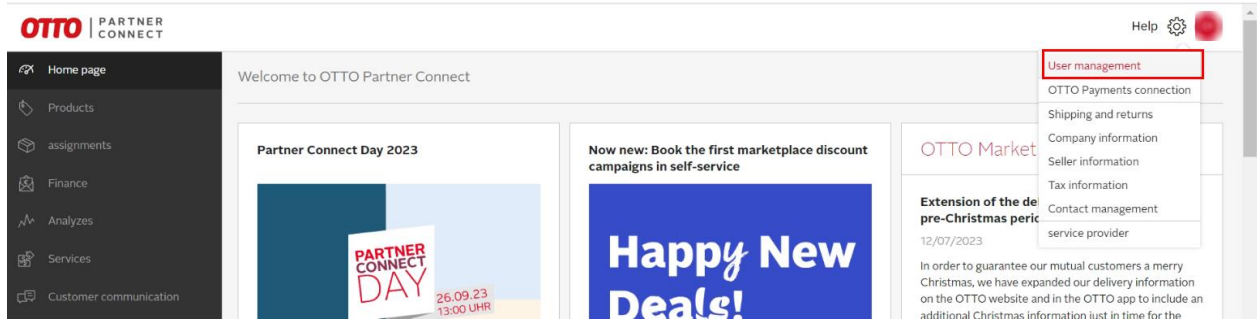 OTTO | PARTNER CONNECT
Help
Home page
Products
assignments
Finance
Analyzes
Services
Customer communication
Welcome to OTTO Partner Connect
User management
OTTO Payments connection
Shipping and returns
Company information
Seller information
Tax information
Contact management
service provider
Partner Connect Day 2023
PARTNER
CONNECT
DAY
26.09.23
13:00 UHR
Now new: Book the first marketplace discount
campaigns in self-service
Happy New
Deals!
OTTO Market
Extension of the
pre-Christmas
12/07/2023
In order to guarantee our mutual customers a merry
Christmas, we have expanded our delivery information
on the OTTO website and in the OTTO app to include an
additional Christmas information just in time for the